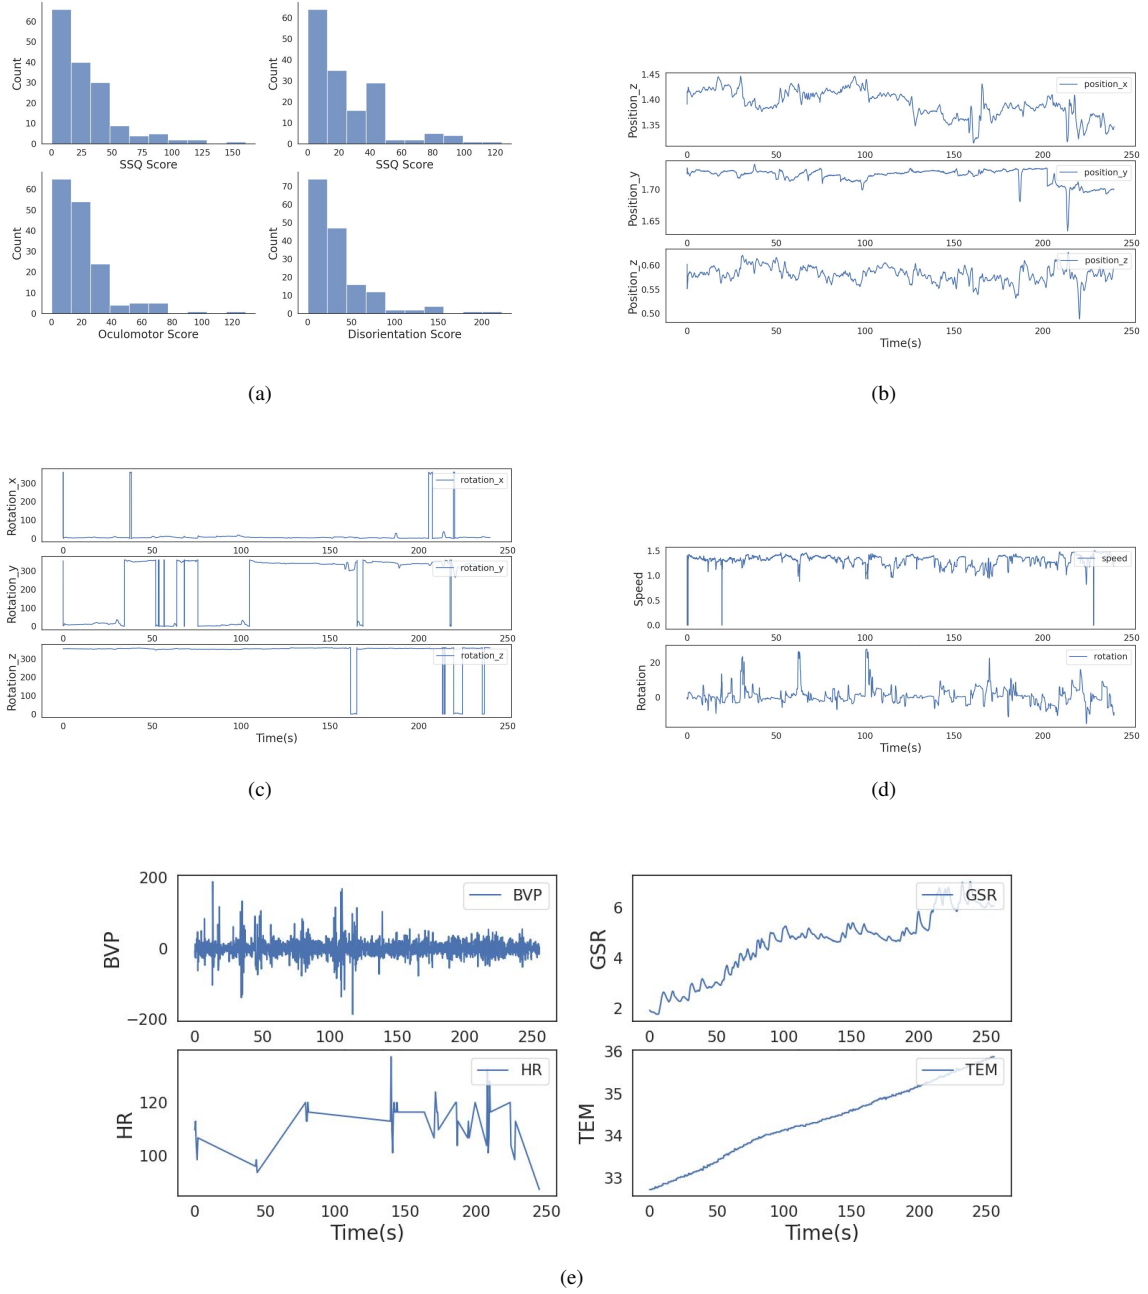 60
50
40
30
20
10
0
Count
0 25 50 75 100 125 150
SSQ Score
60
50
40
30
20
10
0
Count
0 20 40 60 80 100 120
SSQ Score
60
50
40
30
20
10
0
Count
0 20 40 60 80 100 120
Oculomotor Score
70
60
50
40
30
20
10
0
Count
0 50 100 150 200
Disorientation Score
(a)
1.45
1.40
1.35
Position_z
position_x
0 50 100 150 200 250
1.70
1.65
Position_y
position_y
0 50 100 150 200 250
0.60
0.55
0.50
Position_z
position_z
0 50 100 150 200 250
Time(s)
(b)
300
200
100
0
Rotation_x
rotation_x
0 50 100 150 200 250
300
200
100
0
Rotation_y
rotation_y
0 50 100 150 200 250
300
200
100
0
Rotation_z
rotation_z
0 50 100 150 200 250
Time(s)
(c)
1.5
1.0
0.5
0.0
Speed
speed
0 50 100 150 200 250
20
0
Rotation
rotation
0 50 100 150 200 250
Time(s)
(d)
200
0
−200
BVP
BVP
0 50 100 150 200 250
6
4
2
GSR
GSR
0 50 100 150 200 250
120
100
HR
HR
0 50 100 150 200 250
Time(s)
36
35
34
33
TEM
TEM
0 50 100 150 200 250
Time(s)
(e)